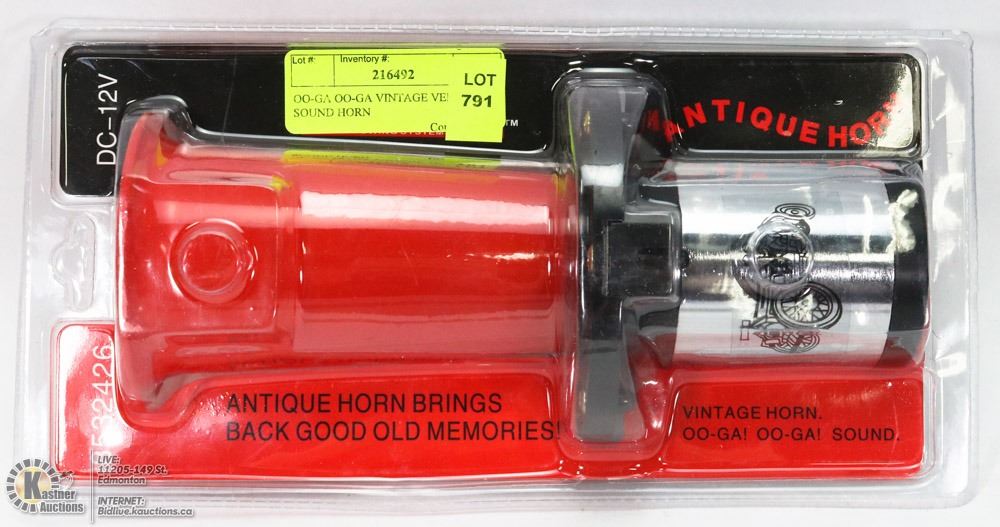 Lot #: Inventory #:
216492
LOT
791
OO-GA OO-GA VINTAGE
SOUND HORN
DC-12V
TM
ANTIQUE HORN
532426
ANTIQUE HORN BRINGS
BACK GOOD OLD MEMORIES!
VINTAGE HORN.
OO-GA! OO-GA! SOUND.
Kastner
Auctions
LIVE:
11205-149 St.
Edmonton
INTERNET:
Bidlive.kauctions.ca